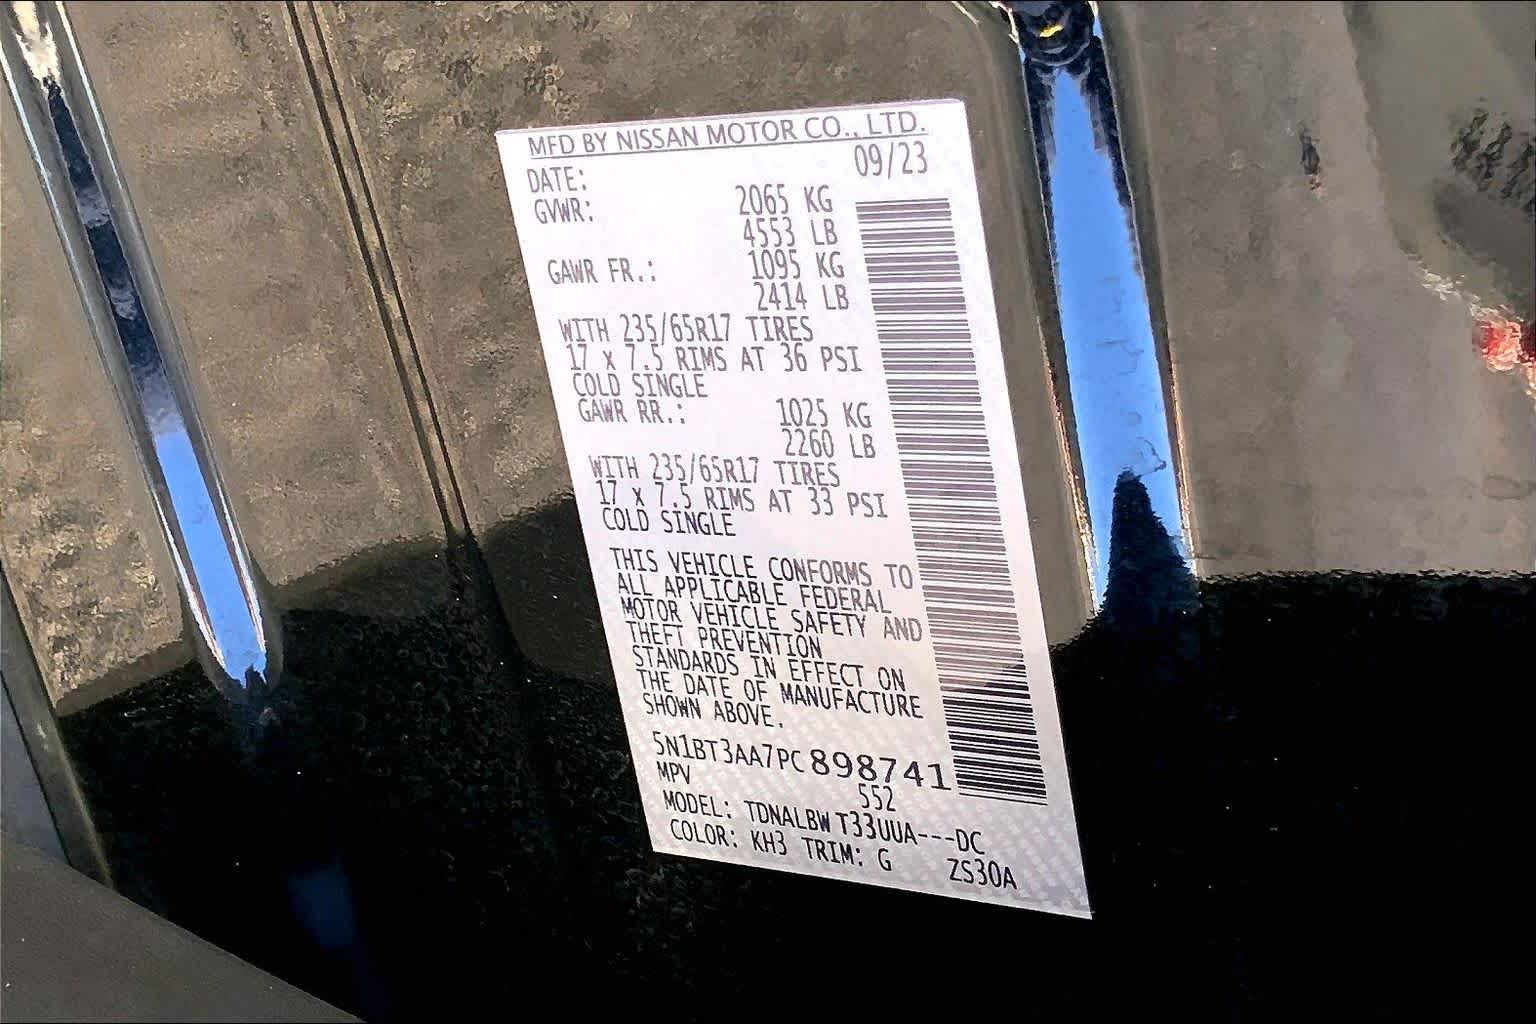 MFD BY NISSAN MOTOR CO., LTD.
DATE: 09/23
GVWR: 2065 KG
4553 LB
GAWR FR.: 1095 KG
2414 LB
WITH 235/65R17 TIRES
17 x 7.5 RIMS AT 36 PSI
COLD SINGLE
GAWR RR.: 1025 KG
2260 LB
WITH 235/65R17 TIRES
17 x 7.5 RIMS AT 33 PSI
COLD SINGLE
THIS VEHICLE CONFORMS TO
ALL APPLICABLE FEDERAL
MOTOR VEHICLE SAFETY AND
THEFT PREVENTION
STANDARDS IN EFFECT ON
THE DATE OF MANUFACTURE
SHOWN ABOVE.
5N1BT3AA7PC898741
MPV 552
MODEL: TDNALBW T33UUA---DC
COLOR: KH3 TRIM: G ZS30A